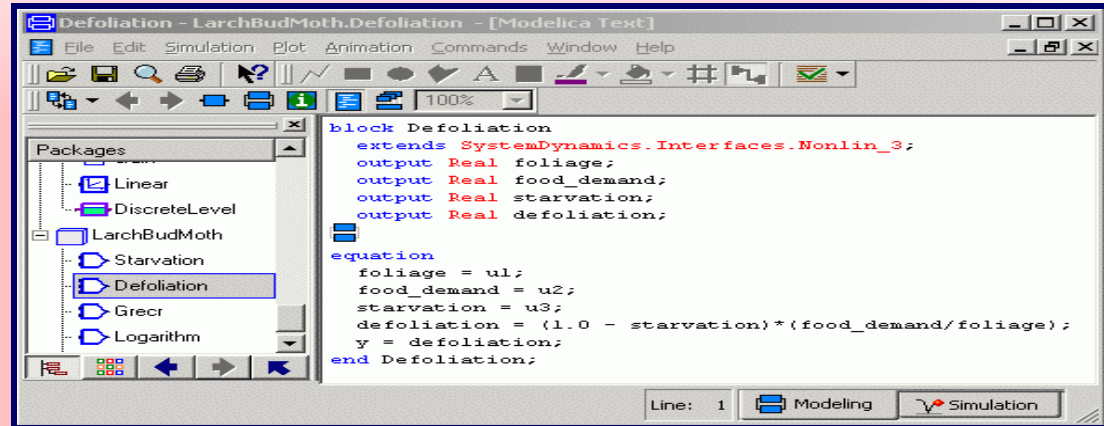 Defoliation - LarchBudMoth.Defoliation - [Modelica Text]
File Edit Simulation Plot Animation Commands Window Help
100%
Packages
Linear
DiscreteLevel
LarchBudMoth
Starvation
Defoliation
Grecr
Logarithm
block Defoliation
extends SystemDynamics.Interfaces.Nonlin_3;
output Real foliage;
output Real food_demand;
output Real starvation;
output Real defoliation;
equation
foliage = u1;
food_demand = u2;
starvation = u3;
defoliation = (1.0 - starvation)*(food_demand/foliage);
y = defoliation;
end Defoliation;
Line: 1 Modeling Simulation